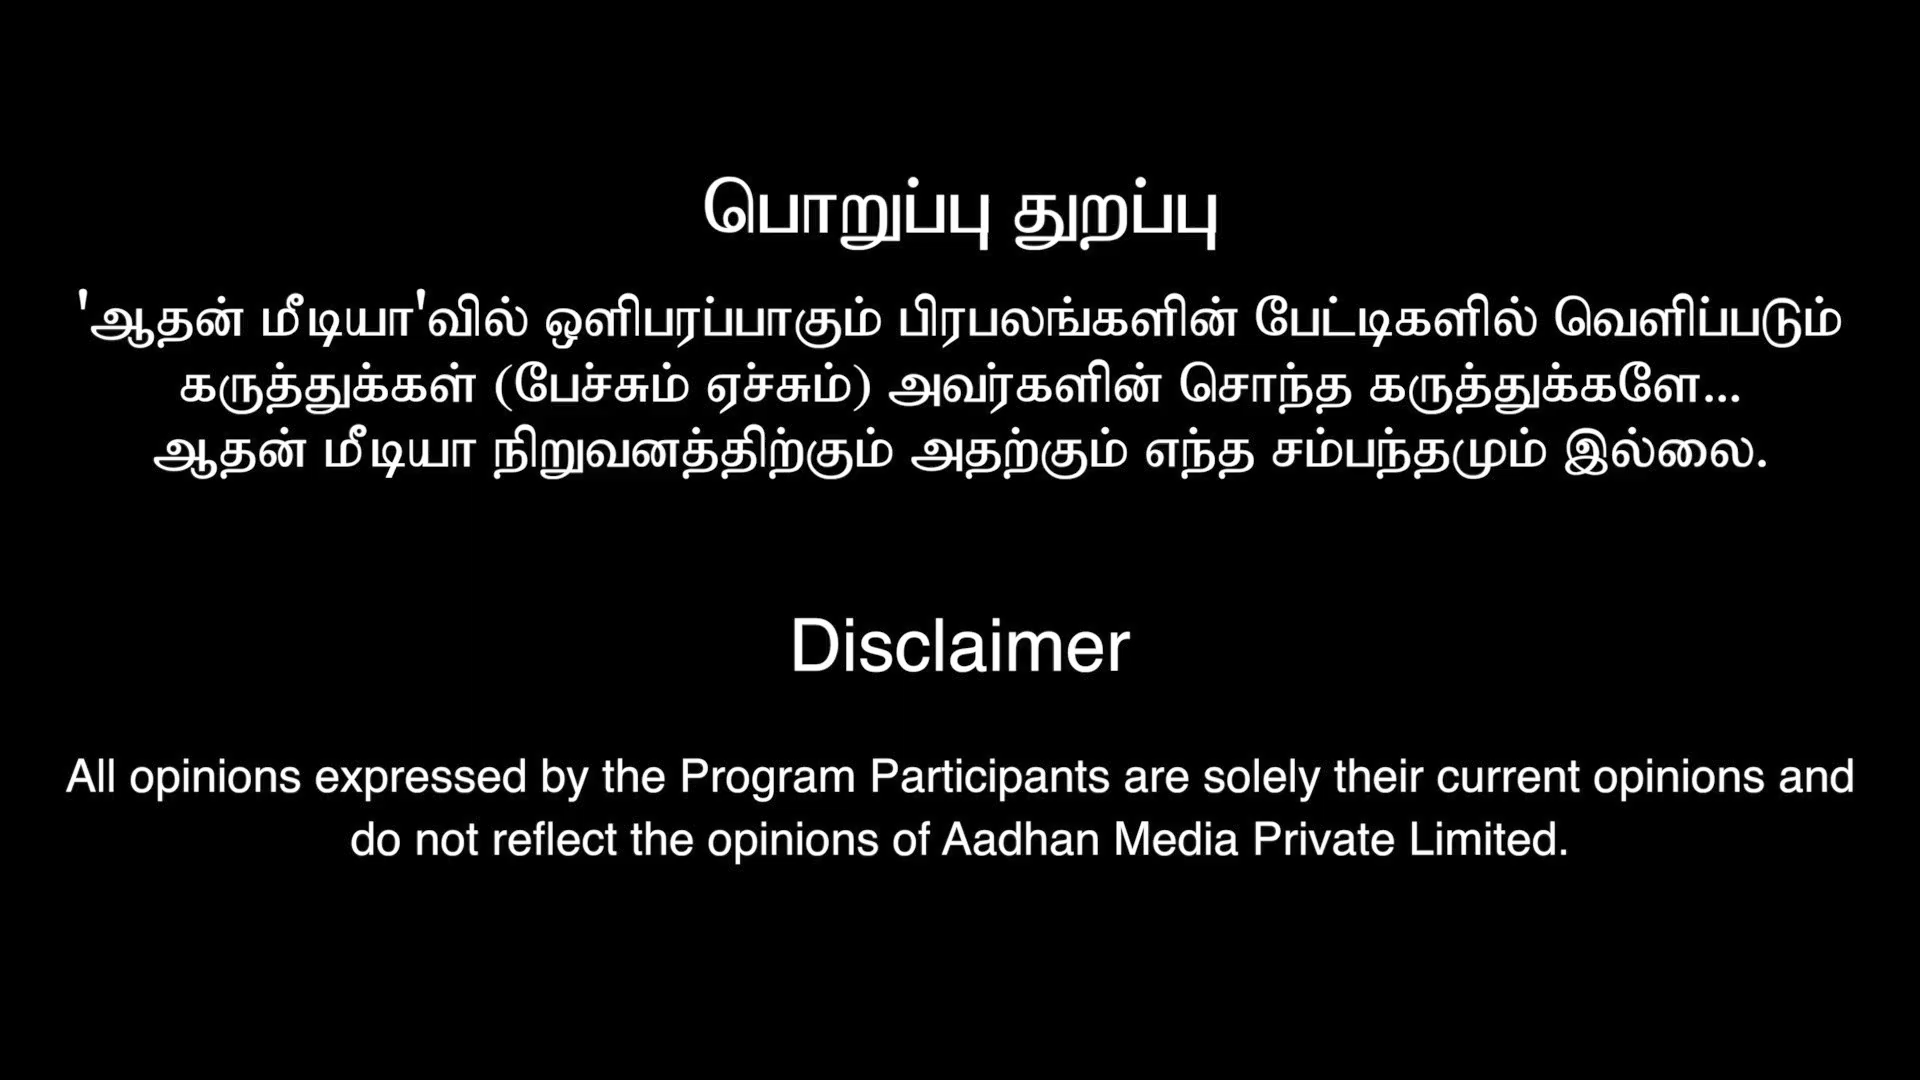 பொறுப்பு துறப்பு
'ஆதன் மீடியா'வில் ஒளிபரப்பாகும் பிரபலங்களின் பேட்டிகளில் வெளிப்படும்
கருத்துக்கள் (பேச்சும் ஏச்சும்) அவர்களின் சொந்த கருத்துக்களே...
ஆதன் மீடியா நிறுவனத்திற்கும் அதற்கும் எந்த சம்பந்தமும் இல்லை.
Disclaimer
All opinions expressed by the Program Participants are solely their current opinions and
do not reflect the opinions of Aadhan Media Private Limited.